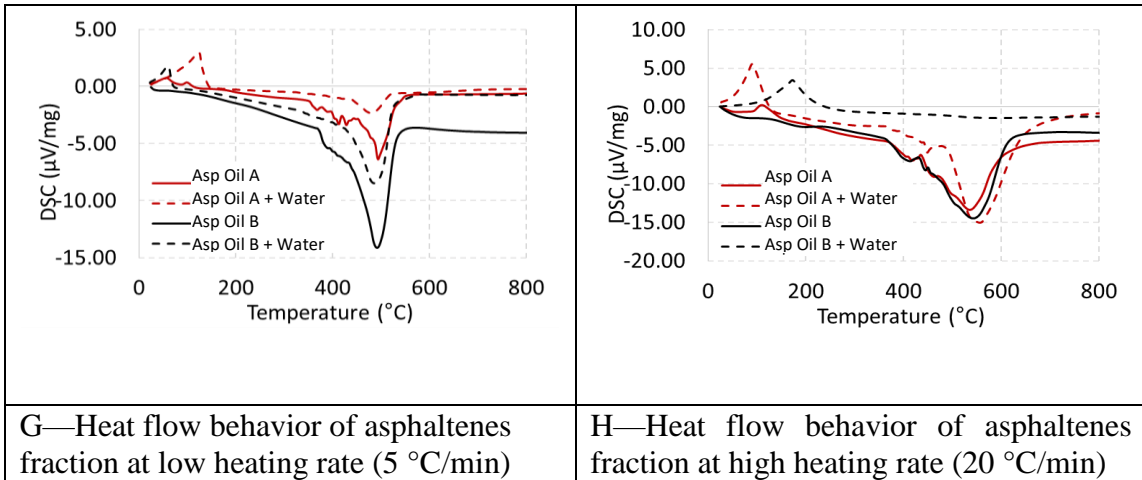 5.00
0.00
-5.00
-10.00
-15.00
DSC (µV/mg)
Asp Oil A
Asp Oil A + Water
Asp Oil B
Asp Oil B + Water
0 200 400 600 800
Temperature (°C)
10.00
5.00
0.00
-5.00
-10.00
-15.00
-20.00
DSC (µV/mg)
Asp Oil A
Asp Oil A + Water
Asp Oil B
Asp Oil B + Water
0 200 400 600 800
Temperature (°C)
G—Heat flow behavior of asphaltenes
fraction at low heating rate (5 °C/min)
H—Heat flow behavior of asphaltenes
fraction at high heating rate (20 °C/min)